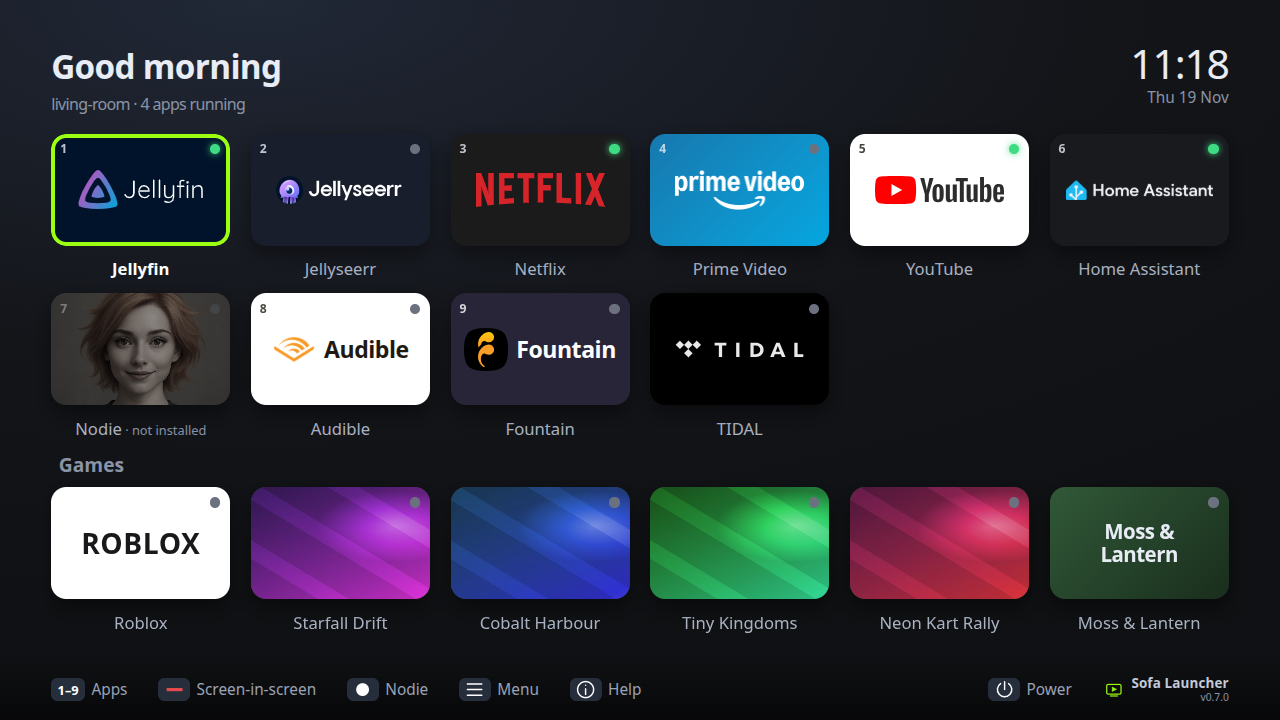 Good morning
living-room · 4 apps running
11:18
Thu 19 Nov
1
Jellyfin
2
Jellyseerr
3
NETFLIX
4
prime video
5
YouTube
6
Home Assistant
Jellyfin
Jellyseerr
Netflix
Prime Video
YouTube
Home Assistant
7
8
Audible
9
Fountain
TIDAL
Nodie · not installed
Audible
Fountain
TIDAL
Games
ROBLOX
Moss &
Lantern
Roblox
Starfall Drift
Cobalt Harbour
Tiny Kingdoms
Neon Kart Rally
Moss & Lantern
1–9 Apps
Screen-in-screen
Nodie
Menu
Help
Power
Sofa Launcher
v0.7.0